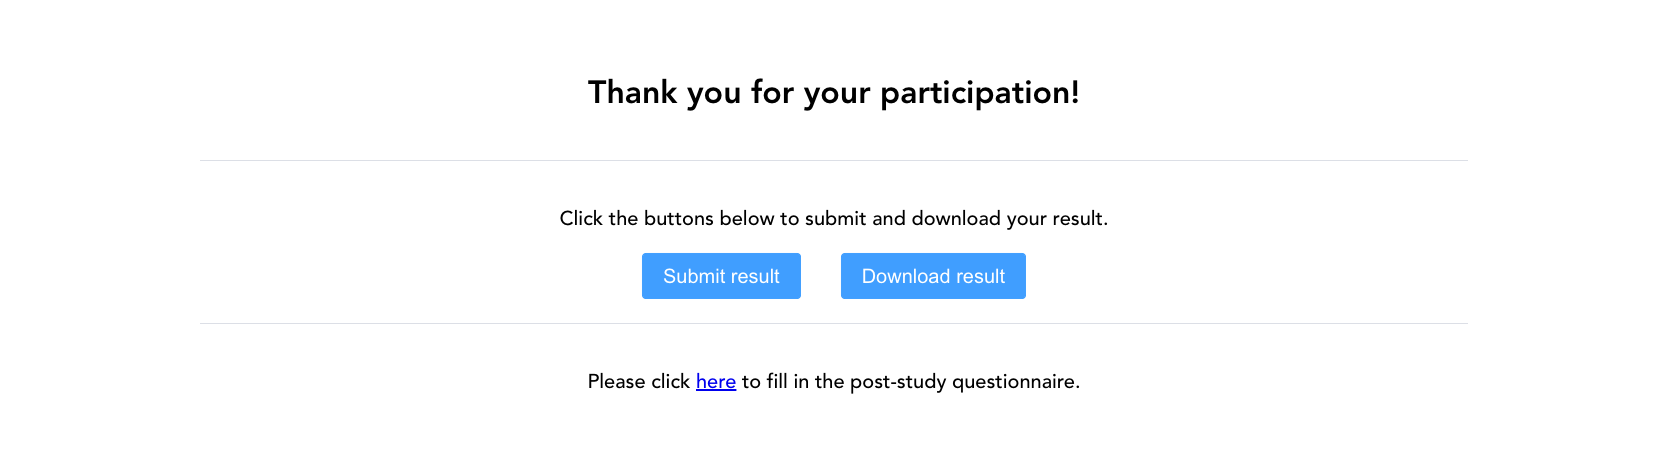 Thank you for your participation!
Click the buttons below to submit and download your result.
Submit result
Download result
Please click here to fill in the post-study questionnaire.